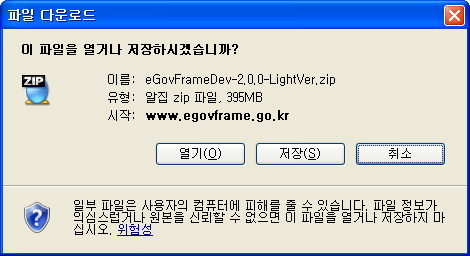 파일 다운로드
이 파일을 열거나 저장하시겠습니까?
ZIP
이름: eGovFrameDev-2,0,0-LightVer.zip
유형: 알집 zip 파일, 395MB
시작: www.egovframe.go.kr
열기(O)
저장(S)
취소
일부 파일은 사용자의 컴퓨터에 피해를 줄 수 있습니다. 파일 정보가
의심스럽거나 원본을 신뢰할 수 없으면 이 파일을 열거나 저장하지 마
십시오. 위험성